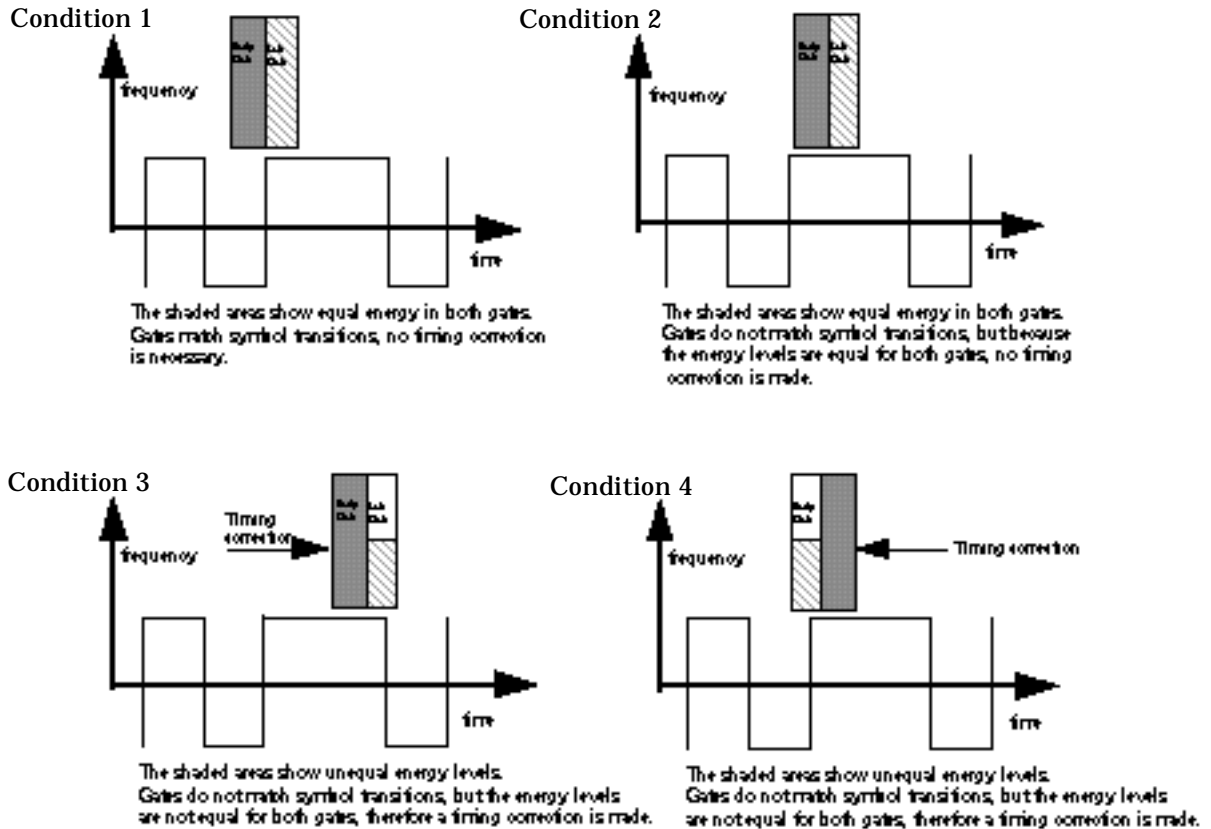 Condition 1
frequency
time
The shaded areas show equal energy in both gates.
Gates match symbol transitions, no timing correction
is necessary.
Condition 2
frequency
time
The shaded areas show equal energy in both gates.
Gates do not match symbol transitions, but because
the energy levels are equal for both gates, no timing
correction is made.
Condition 3
Timing
correction
frequency
time
The shaded areas show unequal energy levels.
Gates do not match symbol transitions, but the energy levels
are not equal for both gates, therefore a timing correction is made.
Condition 4
Timing correction
frequency
time
The shaded areas show unequal energy levels.
Gates do not match symbol transitions, but the energy levels
are not equal for both gates, therefore a timing correction is made.